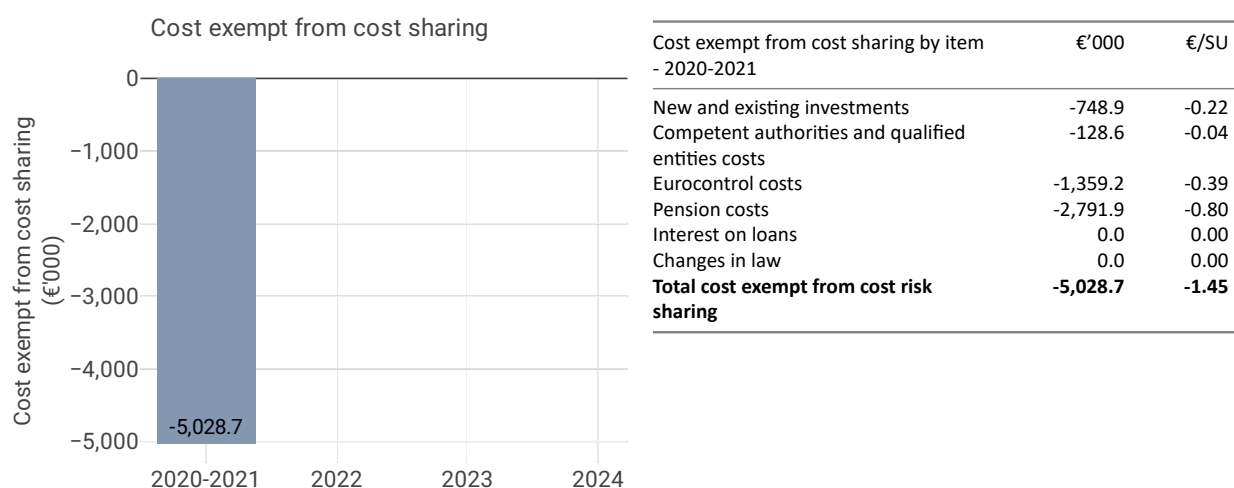 Cost exempt from cost sharing
Cost exempt from cost sharing
(€'000)
0
−1,000
−2,000
−3,000
−4,000
−5,000
-5,028.7
2020-2021 2022 2023 2024
Cost exempt from cost sharing by item €’000 €/SU
- 2020-2021
New and existing investments -748.9 -0.22
Competent authorities and qualified -128.6 -0.04
entities costs
Eurocontrol costs -1,359.2 -0.39
Pension costs -2,791.9 -0.80
Interest on loans 0.0 0.00
Changes in law 0.0 0.00
Total cost exempt from cost risk -5,028.7 -1.45
sharing